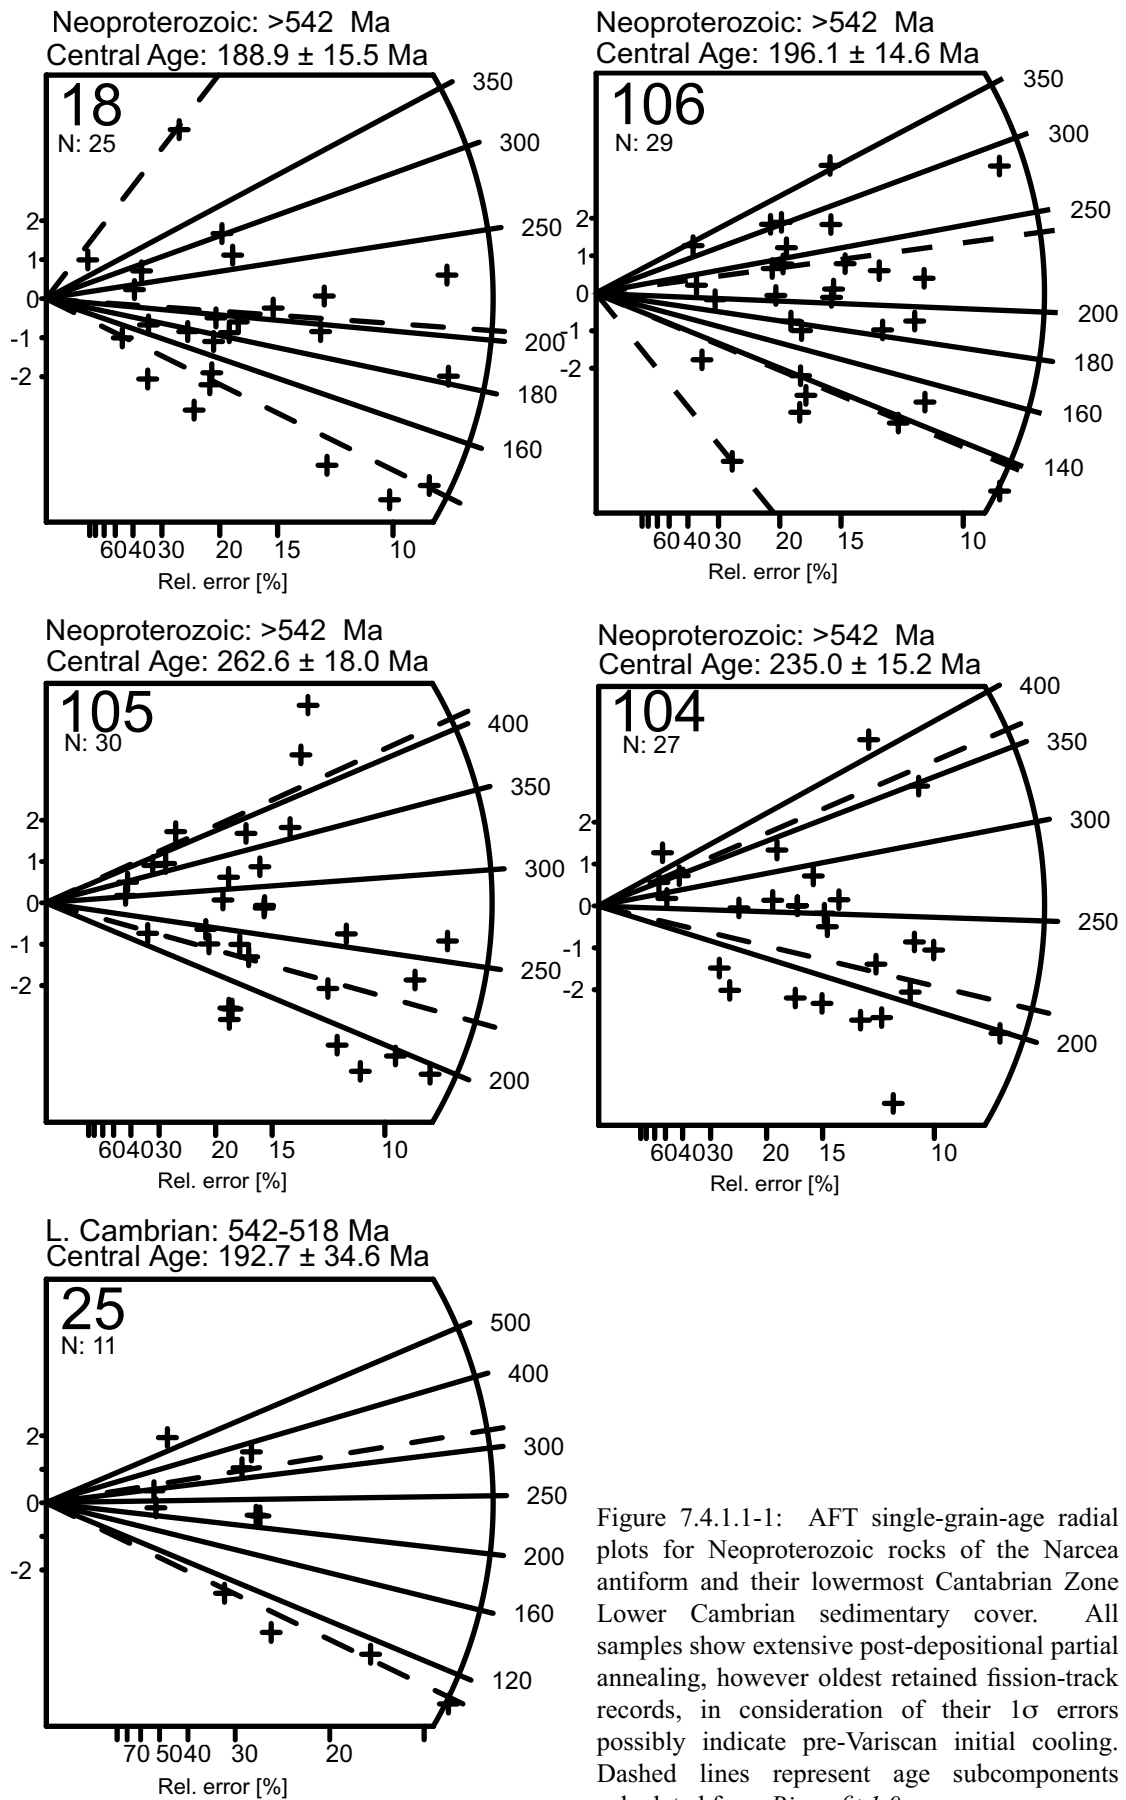 Neoproterozoic: >542 Ma
Central Age: 188.9 ± 15.5 Ma
18
N: 25
350
300
250
200
180
160
2
1
0
-1
-2
60 40 30 20 15 10
Rel. error [%]
Neoproterozoic: >542 Ma
Central Age: 196.1 ± 14.6 Ma
106
N: 29
350
300
250
200
180
160
140
2
1
0
-1
-2
60 40 30 20 15 10
Rel. error [%]
Neoproterozoic: >542 Ma
Central Age: 262.6 ± 18.0 Ma
105
N: 30
400
350
300
250
200
2
1
0
-1
-2
60 40 30 20 15 10
Rel. error [%]
Neoproterozoic: >542 Ma
Central Age: 235.0 ± 15.2 Ma
104
N: 27
400
350
300
250
200
2
1
0
-1
-2
60 40 30 20 15 10
Rel. error [%]
L. Cambrian: 542-518 Ma
Central Age: 192.7 ± 34.6 Ma
25
N: 11
500
400
300
250
200
160
120
2
0
-2
70 50 40 30 20
Rel. error [%]
Figure 7.4.1.1-1: AFT single-grain-age radial
plots for Neoproterozoic rocks of the Narcea
antiform and their lowermost Cantabrian Zone
Lower Cambrian sedimentary cover. All
samples show extensive post-depositional partial
annealing, however oldest retained fission-track
records, in consideration of their 1σ errors
possibly indicate pre-Variscan initial cooling.
Dashed lines represent age subcomponents